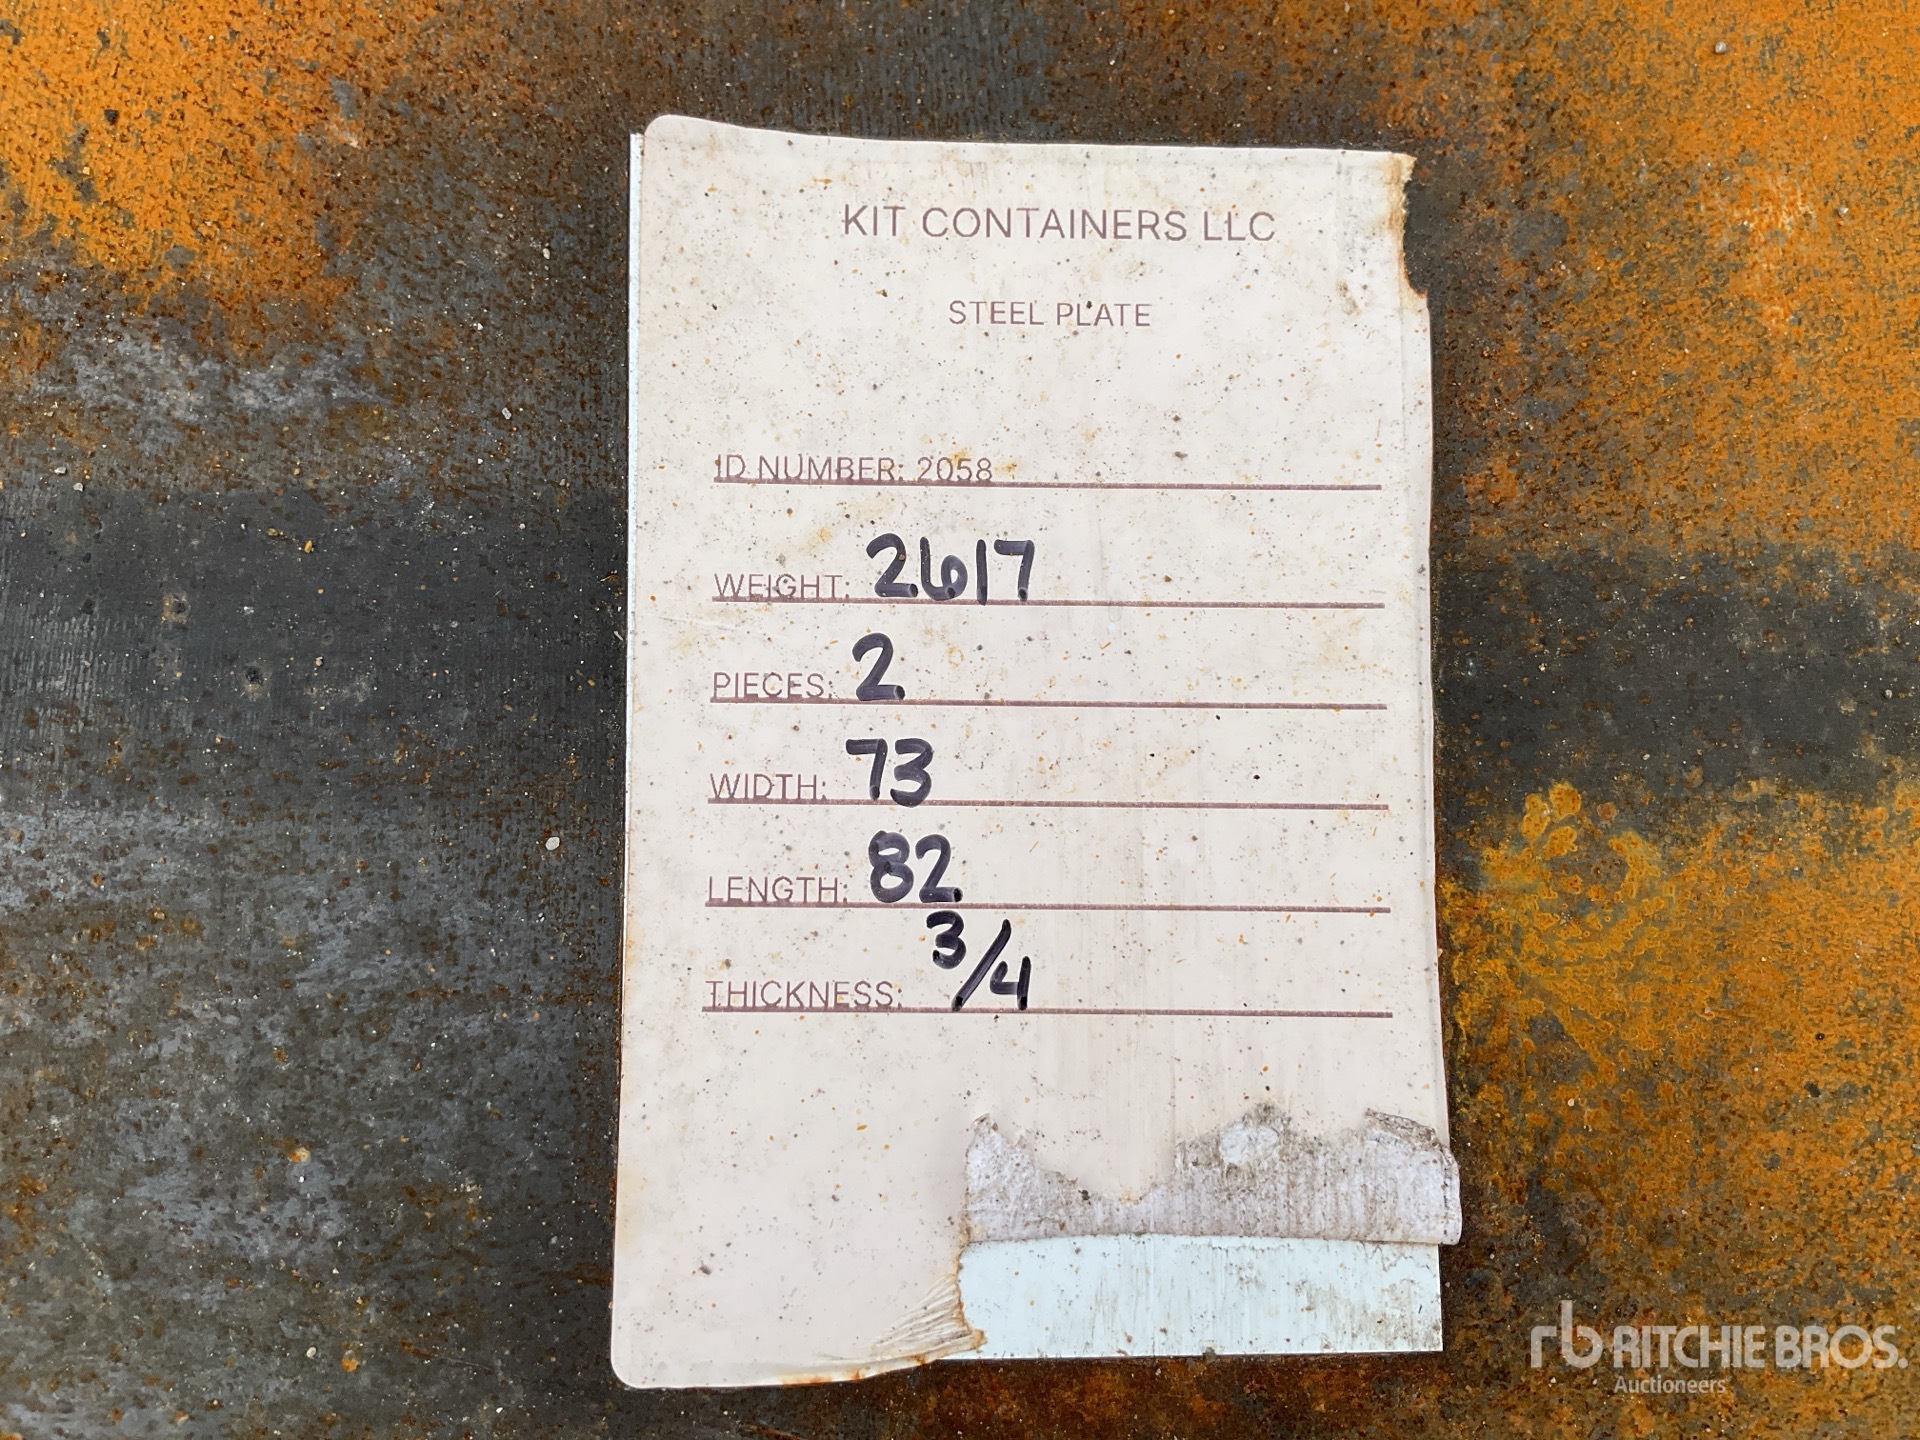 KIT CONTAINERS LLC
STEEL PLATE
ID NUMBER: 2058
WEIGHT: 2617
PIECES: 2
WIDTH: 73
LENGTH: 82
THICKNESS: 3/4
rb RITCHIE BROS.
Auctioneers